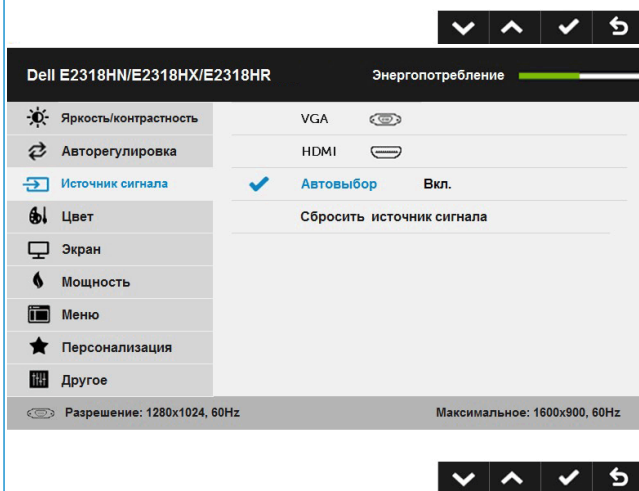 Dell E2318HN/E2318HX/E2318HR Энергопотребление
Яркость/контрастность VGA
Авторегулировка HDMI
Источник сигнала Автовыбор Вкл.
Цвет Сбросить источник сигнала
Экран
Мощность
Меню
Персонализация
Другое
Разрешение: 1280x1024, 60Hz Максимальное: 1600x900, 60Hz